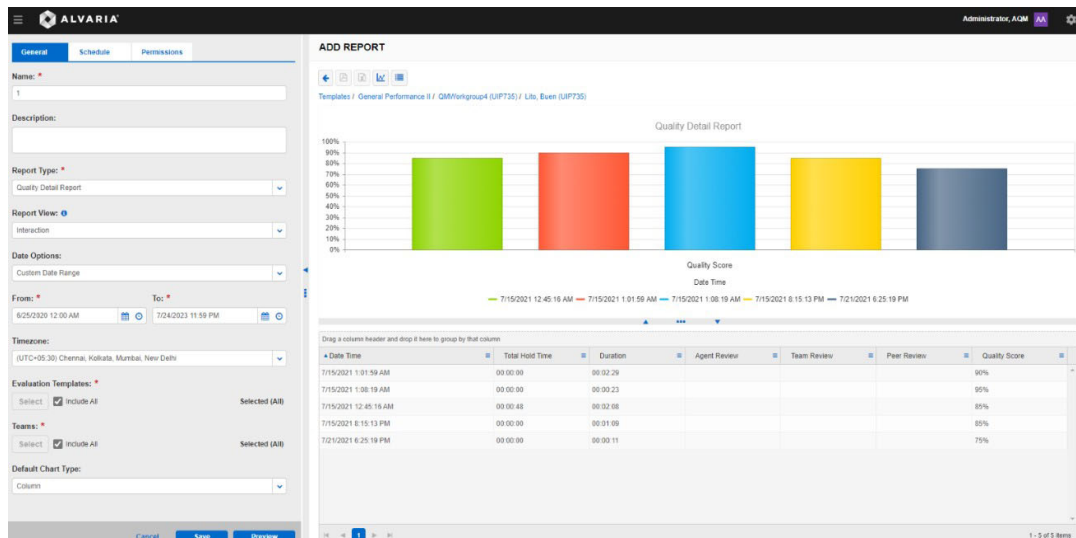 ALVARIA
Administrator, AQM AA
General Schedule Permissions
Name: *
1
Description:
Report Type: *
Quality Detail Report
Report View:
Interaction
Date Options:
Custom Date Range
From: * To: *
6/25/2020 12:00 AM 7/24/2023 11:59 PM
Timezone:
(UTC+05:30) Chennai, Kolkata, Mumbai, New Delhi
Evaluation Templates: *
Select Include All Selected (All)
Teams: *
Select Include All Selected (All)
Default Chart Type:
Column
Cancel Save Preview
ADD REPORT
Templates / General Performance II / QMWorkgroup4 (UIP735) / Lito, Buen (UIP735)
Quality Detail Report
100%
90%
80%
70%
60%
50%
40%
30%
20%
10%
0%
Quality Score
Date Time
7/15/2021 12:45:16 AM 7/15/2021 1:01:59 AM 7/15/2021 1:08:19 AM 7/15/2021 8:15:13 PM 7/21/2021 6:25:19 PM
Drag a column header and drop it here to group by that column
Date Time Total Hold Time Duration Agent Review Team Review Peer Review Quality Score
7/15/2021 1:01:59 AM 00:00:00 00:02:29 90%
7/15/2021 1:08:19 AM 00:00:00 00:00:23 95%
7/15/2021 12:45:16 AM 00:00:48 00:02:08 85%
7/15/2021 8:15:13 PM 00:00:00 00:01:09 85%
7/21/2021 6:25:19 PM 00:00:00 00:00:11 75%
1
1 - 5 of 5 items